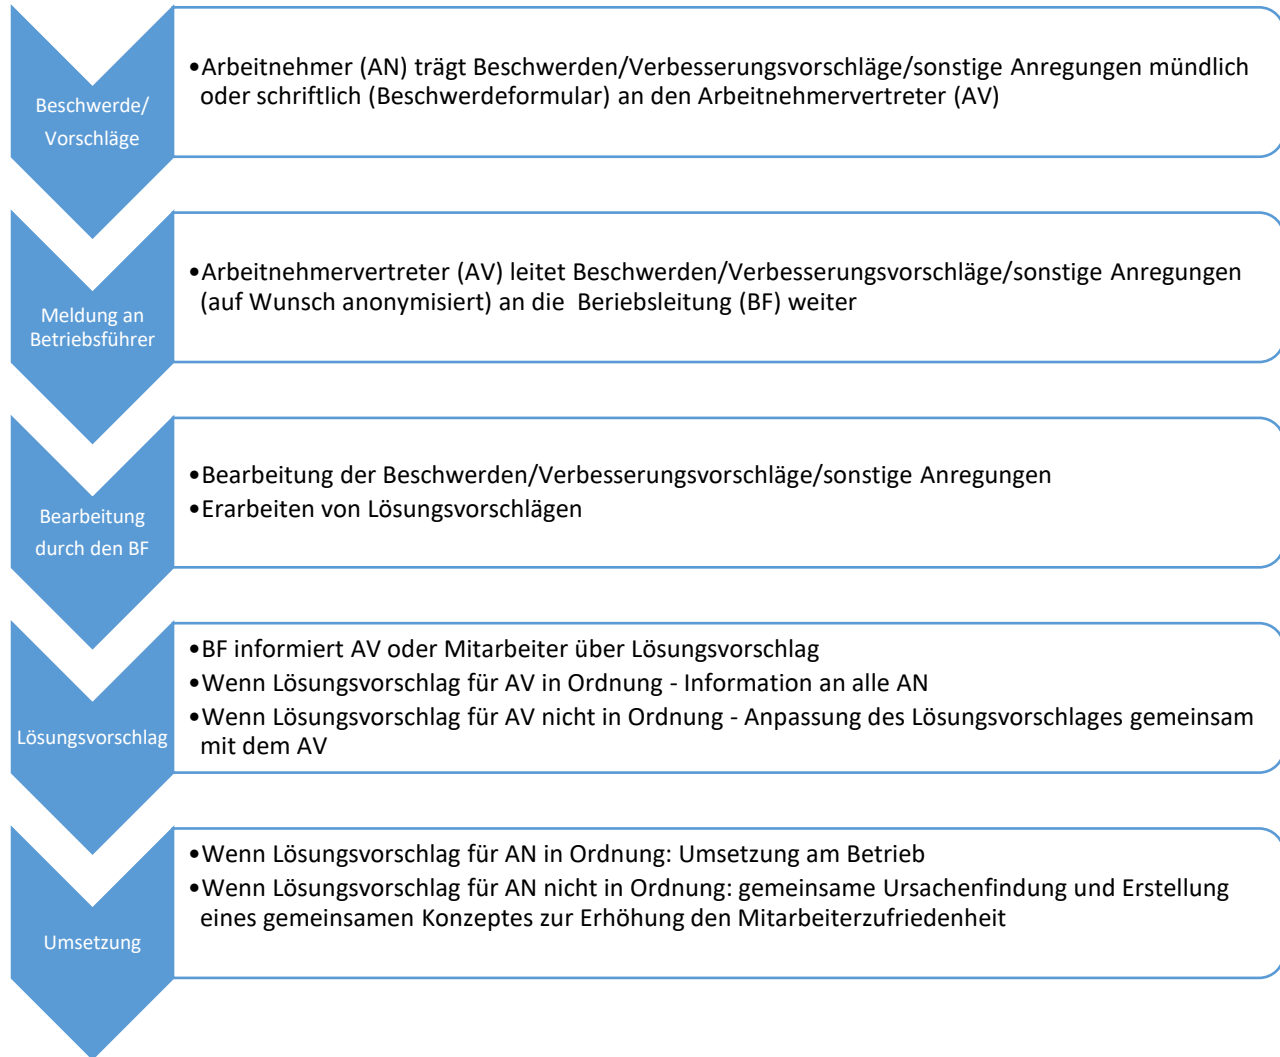 Beschwerde/
Vorschläge
•Arbeitnehmer (AN) trägt Beschwerden/Verbesserungsvorschläge/sonstige Anregungen mündlich
oder schriftlich (Beschwerdeformular) an den Arbeitnehmervertreter (AV)
Meldung an
Betriebsführer
•Arbeitnehmervertreter (AV) leitet Beschwerden/Verbesserungsvorschläge/sonstige Anregungen
(auf Wunsch anonymisiert) an die Beriebsleitung (BF) weiter
Bearbeitung
durch den BF
•Bearbeitung der Beschwerden/Verbesserungsvorschläge/sonstige Anregungen
•Erarbeiten von Lösungsvorschlägen
Lösungsvorschlag
•BF informiert AV oder Mitarbeiter über Lösungsvorschlag
•Wenn Lösungsvorschlag für AV in Ordnung - Information an alle AN
•Wenn Lösungsvorschlag für AV nicht in Ordnung - Anpassung des Lösungsvorschlages gemeinsam
mit dem AV
Umsetzung
•Wenn Lösungsvorschlag für AN in Ordnung: Umsetzung am Betrieb
•Wenn Lösungsvorschlag für AN nicht in Ordnung: gemeinsame Ursachenfindung und Erstellung
eines gemeinsamen Konzeptes zur Erhöhung den Mitarbeiterzufriedenheit